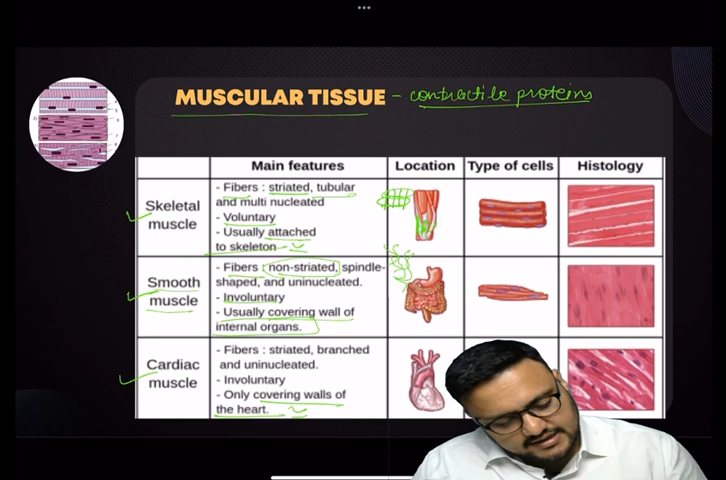 MUSCULAR TISSUE - contractile proteins
Main features Location Type of cells Histology
Skeletal
muscle
- Fibers : striated, tubular
and multi nucleated
- Voluntary
- Usually attached
to skeleton
Smooth
muscle
- Fibers : non-striated, spindle-
shaped, and uninucleated.
- Involuntary
- Usually covering wall of
internal organs.
Cardiac
muscle
- Fibers : striated, branched
and uninucleated.
- Involuntary
- Only covering walls of
the heart.